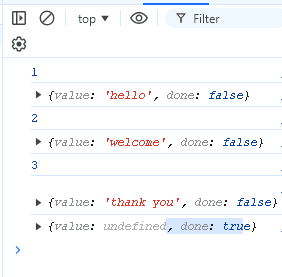 top ▼ Filter
1
▶ {value: 'hello', done: false}
2
▶ {value: 'welcome', done: false}
3
▶ {value: 'thank you', done: false}
▶ {value: undefined, done: true}
>